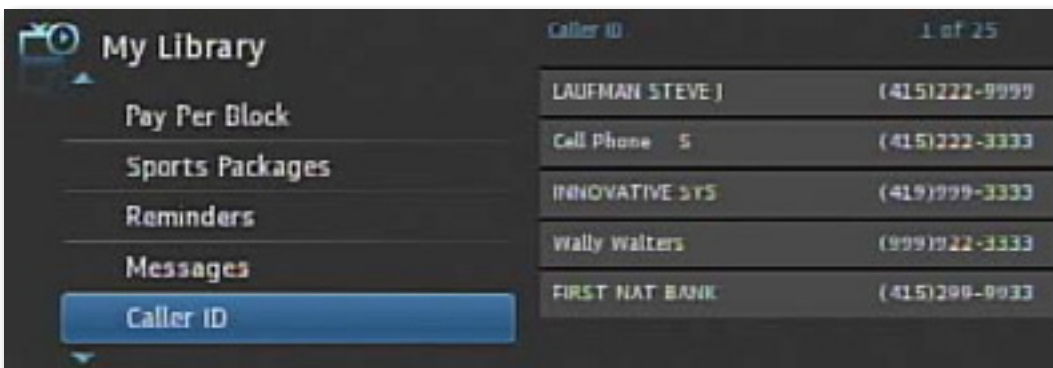 My Library
Pay Per Block
Sports Packages
Reminders
Messages
Caller ID
Caller ID 1 of 25
LAUFMAN STEVE J (415)222-9999
Cell Phone S (415)222-3333
INNOVATIVE SYS (419)999-3333
Wally Walters (999)922-3333
FIRST NAT BANK (415)299-9933